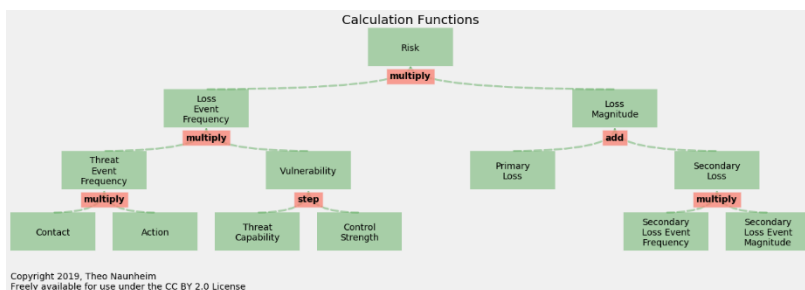 Calculation Functions
Risk
multiply
Loss
Event
Frequency
Loss
Magnitude
multiply
add
Threat
Event
Frequency
Vulnerability
Primary
Loss
Secondary
Loss
multiply
step
multiply
Contact
Action
Threat
Capability
Control
Strength
Secondary
Loss Event
Frequency
Secondary
Loss Event
Magnitude
Copyright 2019, Theo Naunheim
Freely available for use under the CC BY 2.0 License